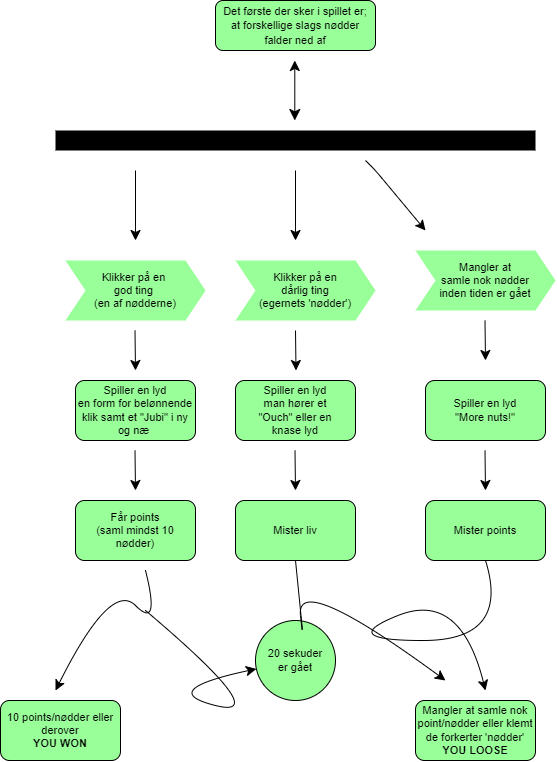 Det første der sker i spillet er;
at forskellige slags nødder
falder ned af
Klikker på en
god ting
(en af nødderne)
Klikker på en
dårlig ting
(egernets 'nødder')
Mangler at
samle nok nødder
inden tiden er gået
Spiller en lyd
en form for belønnende
klik samt et "Jubi" i ny
og næ
Spiller en lyd
man hører et
"Ouch" eller en
knase lyd
Spiller en lyd
"More nuts!"
Får points
(saml mindst 10
nødder)
Mister liv
Mister points
20 sekuder
er gået
10 points/nødder eller
derover
YOU WON
Mangler at samle nok
point/nødder eller klemt
de forkerter 'nødder'
YOU LOOSE